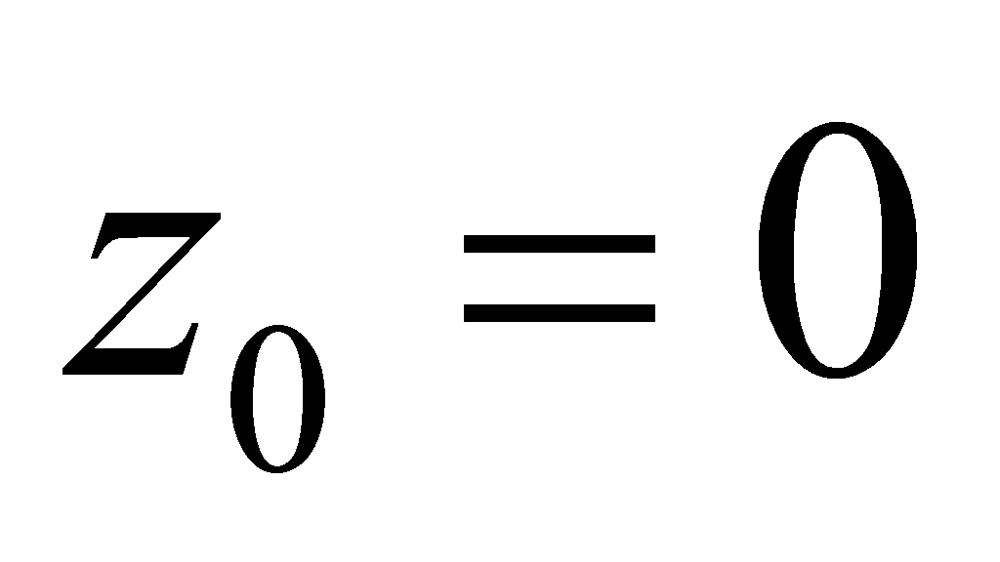 z₀ = 0